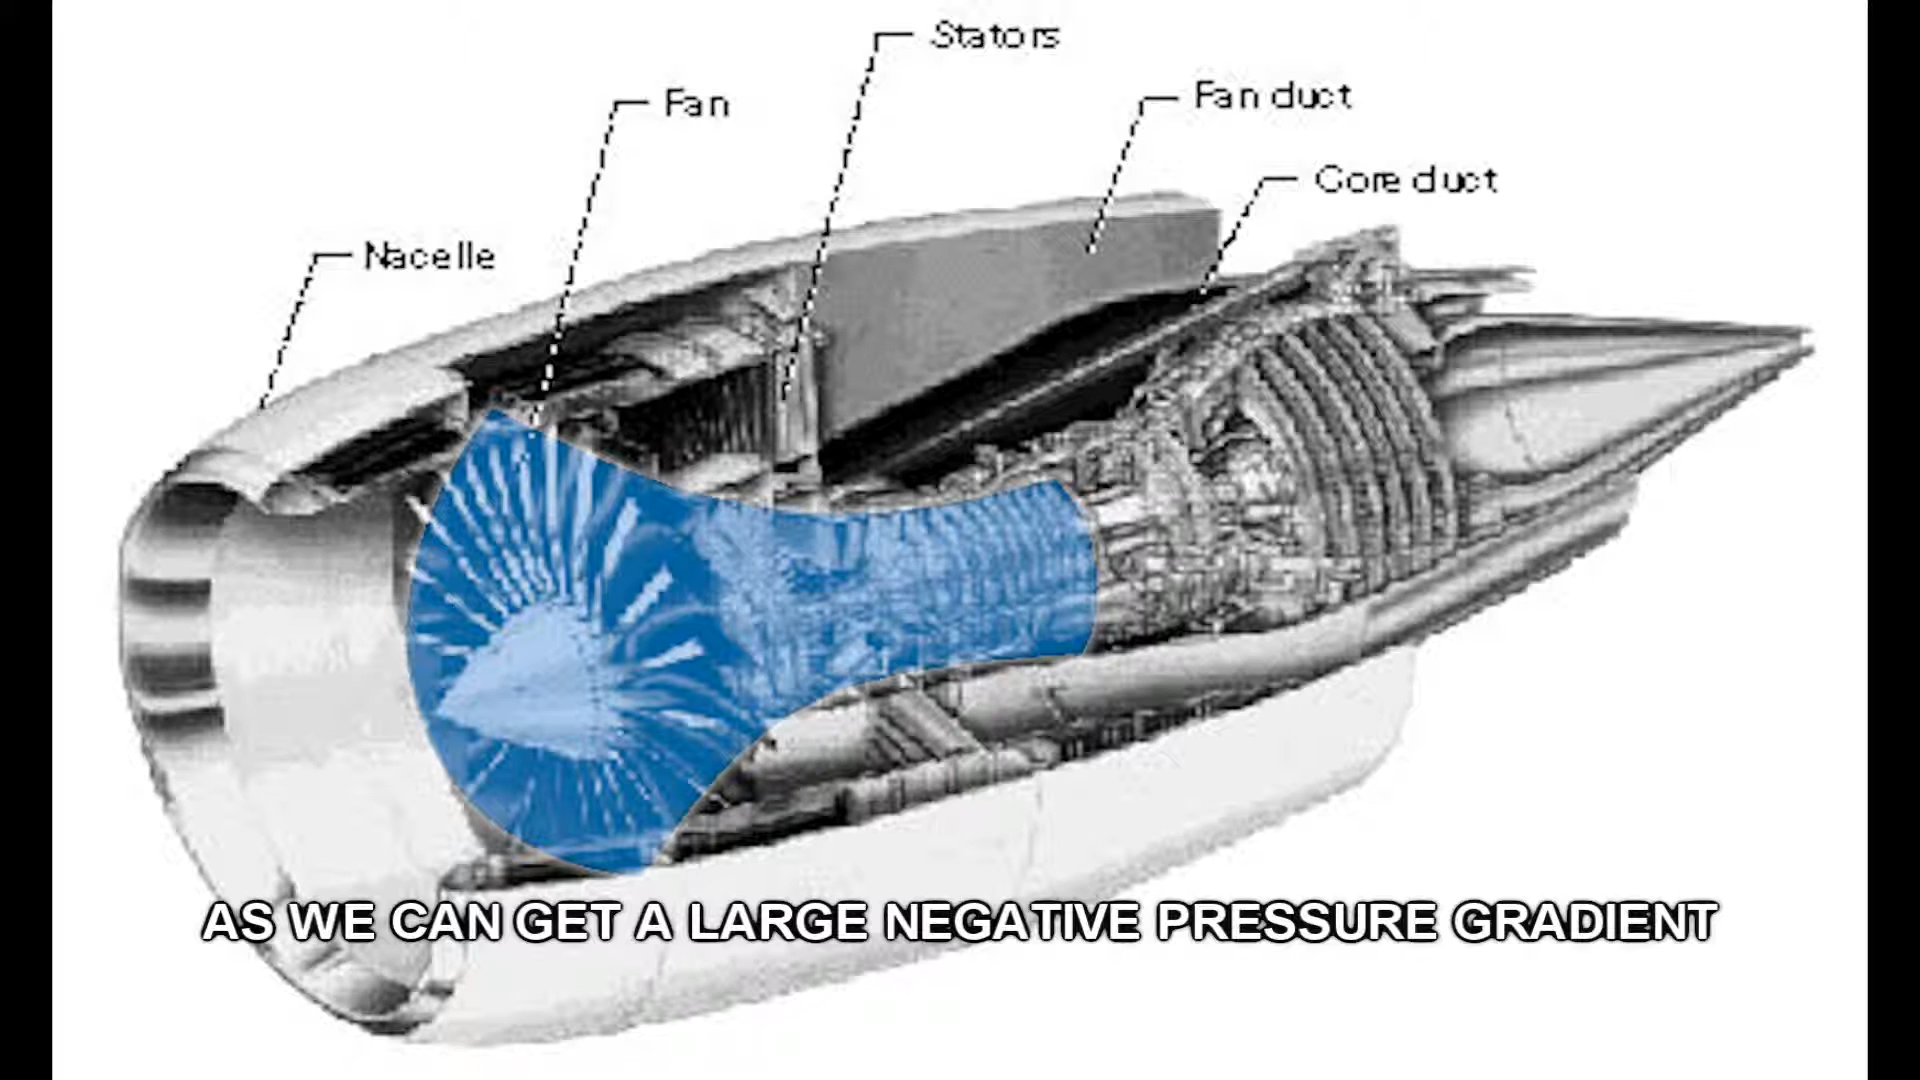 Stators
Fan
Fan duct
Core duct
Nacelle
AS WE CAN GET A LARGE NEGATIVE PRESSURE GRADIENT